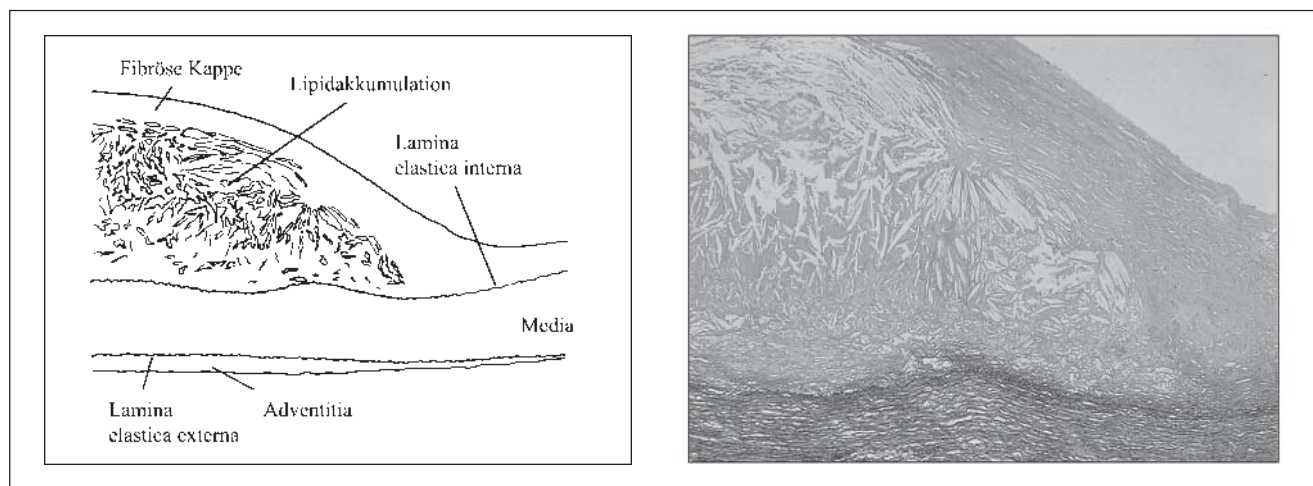 Fibröse Kappe
Lipidakkumulation
Lamina
elastica interna
Media
Lamina
elastica externa
Adventitia